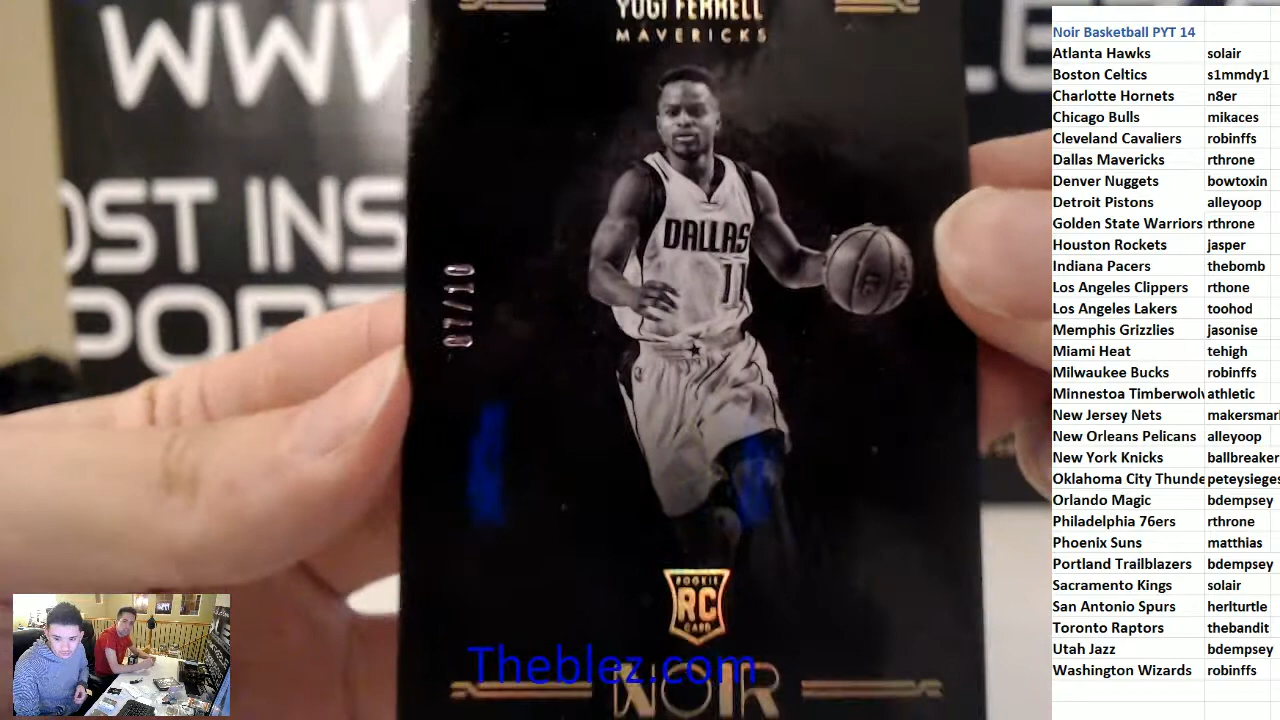 WWW
LE
OST INS
PORT
YOGI FERRELL
MAVERICKS
DALLAS
11
07/10
ROOKIE
RC
CARD
Theblez.com
NOIR
Noir Basketball PYT 14
Atlanta Hawks solair
Boston Celtics s1mmdy1
Charlotte Hornets n8er
Chicago Bulls mikaces
Cleveland Cavaliers robinffs
Dallas Mavericks rthrone
Denver Nuggets bowtoxin
Detroit Pistons alleyoop
Golden State Warriors rthrone
Houston Rockets jasper
Indiana Pacers thebomb
Los Angeles Clippers rthone
Los Angeles Lakers toohod
Memphis Grizzlies jasonise
Miami Heat tehigh
Milwaukee Bucks robinffs
Minnestoa Timberwolv athletic
New Jersey Nets makersmar
New Orleans Pelicans alleyoop
New York Knicks ballbreaker
Oklahoma City Thunde peteysieges
Orlando Magic bdempsey
Philadelphia 76ers rthrone
Phoenix Suns matthias
Portland Trailblazers bdempsey
Sacramento Kings solair
San Antonio Spurs herlturtle
Toronto Raptors thebandit
Utah Jazz bdempsey
Washington Wizards robinffs